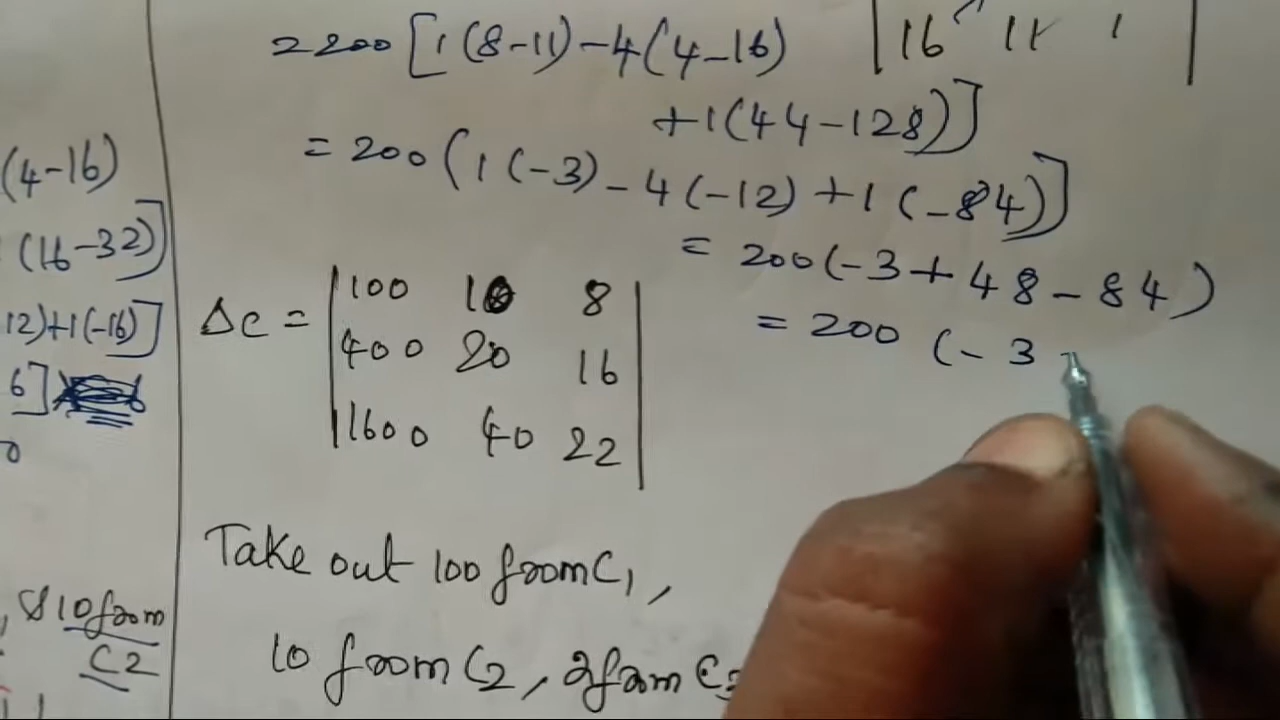 =200[1(8-11)-4(4-16)
+1(44-128)]
16 11 1
=200(1(-3)-4(-12)+1(-84)]
=200(-3+48-84)
=200 (-3
(4-16)
(16-32)]
12)+1(-16)]
6]
Δc =
100 10 8
400 20 16
1600 40 22
Take out 100 from C1,
10 from C2, 2 from C3
&10 from
C2